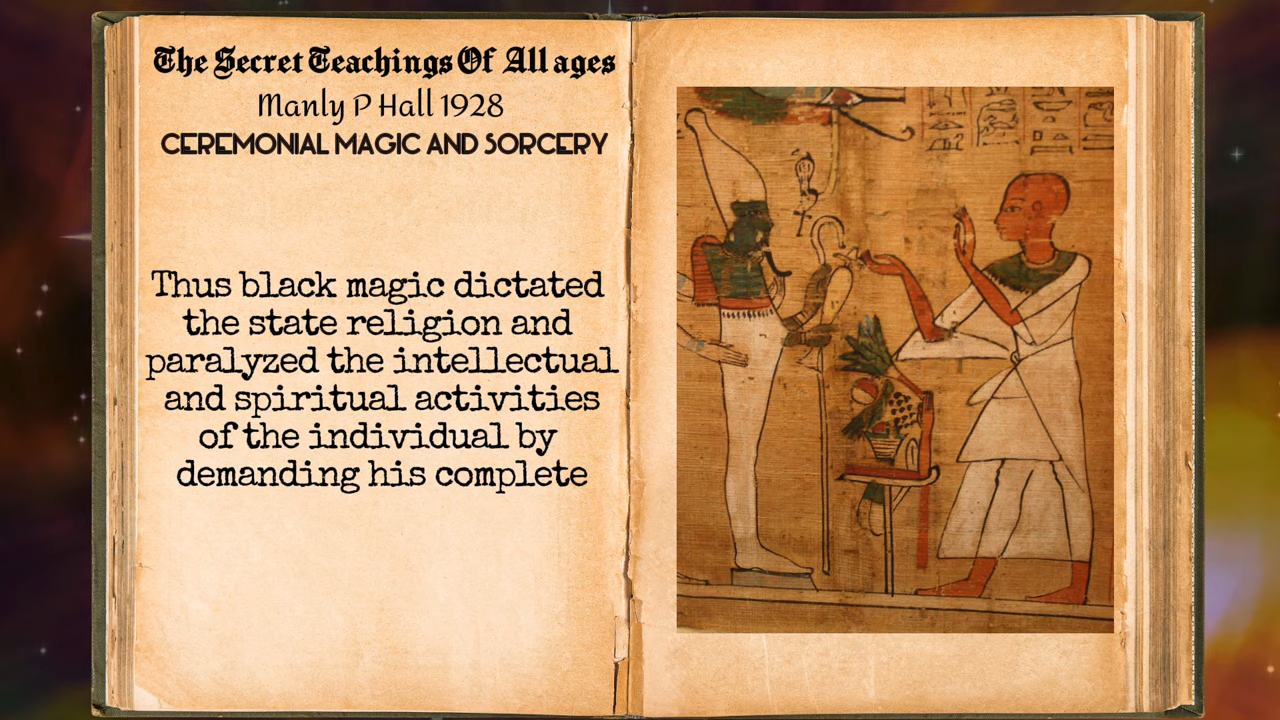 The Secret Teachings Of All ages
Manly P Hall 1928
CEREMONIAL MAGIC AND SORCERY
Thus black magic dictated
the state religion and
paralyzed the intellectual
and spiritual activities
of the individual by
demanding his complete